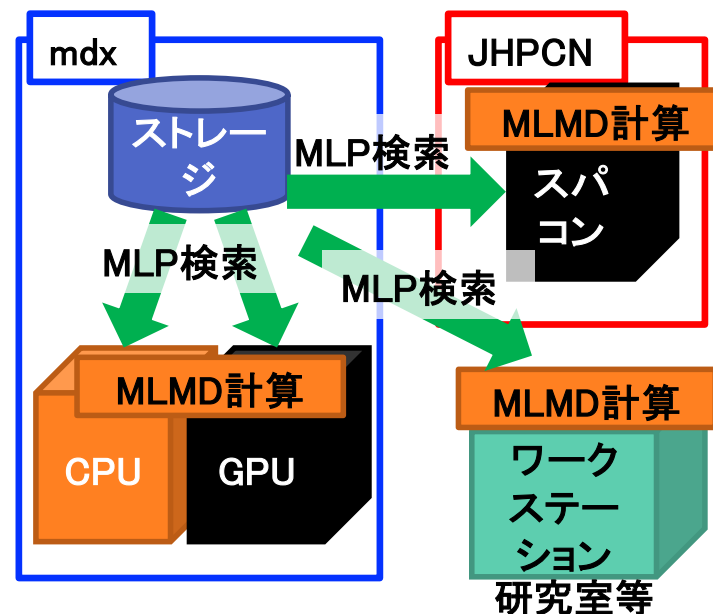 mdx
JHPCN
ストレー
ジ
MLMD計算
MLP検索
スパ
コン
MLP検索
MLP検索
MLMD計算
MLMD計算
CPU
GPU
ワーク
ステー
ション
研究室等